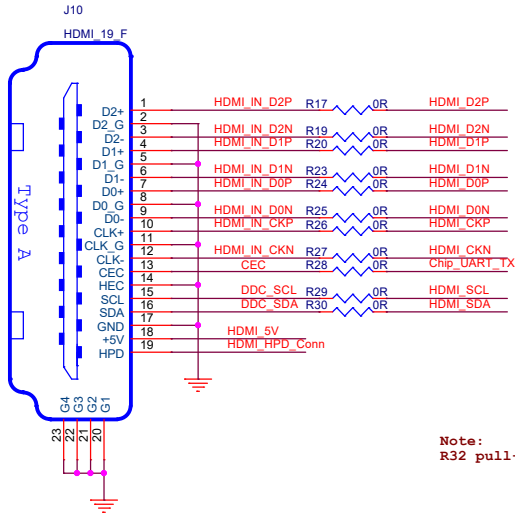 J10
HDMI_19_F
D2+ 1 HDMI_IN_D2P R17 0R HDMI_D2P
D2_G 2
D2- 3 HDMI_IN_D2N R19 0R HDMI_D2N
D1+ 4 HDMI_IN_D1P R20 0R HDMI_D1P
D1_G 5
D1- 6 HDMI_IN_D1N R23 0R HDMI_D1N
D0+ 7 HDMI_IN_D0P R24 0R HDMI_D0P
D0_G 8
D0- 9 HDMI_IN_D0N R25 0R HDMI_D0N
CLK+ 10 HDMI_IN_CKP R26 0R HDMI_CKP
CLK_G 11
CLK- 12 HDMI_IN_CKN R27 0R HDMI_CKN
CEC 13 CEC R28 0R Chip_UART_TX
HEC 14
SCL 15 DDC_SCL R29 0R HDMI_SCL
SDA 16 DDC_SDA R30 0R HDMI_SDA
GND 17
+5V 18 HDMI_5V
HPD 19 HDMI_HPD_Conn
Type A
G4 G3 G2 G1
23 22 21 20
Note:
R32 pull-